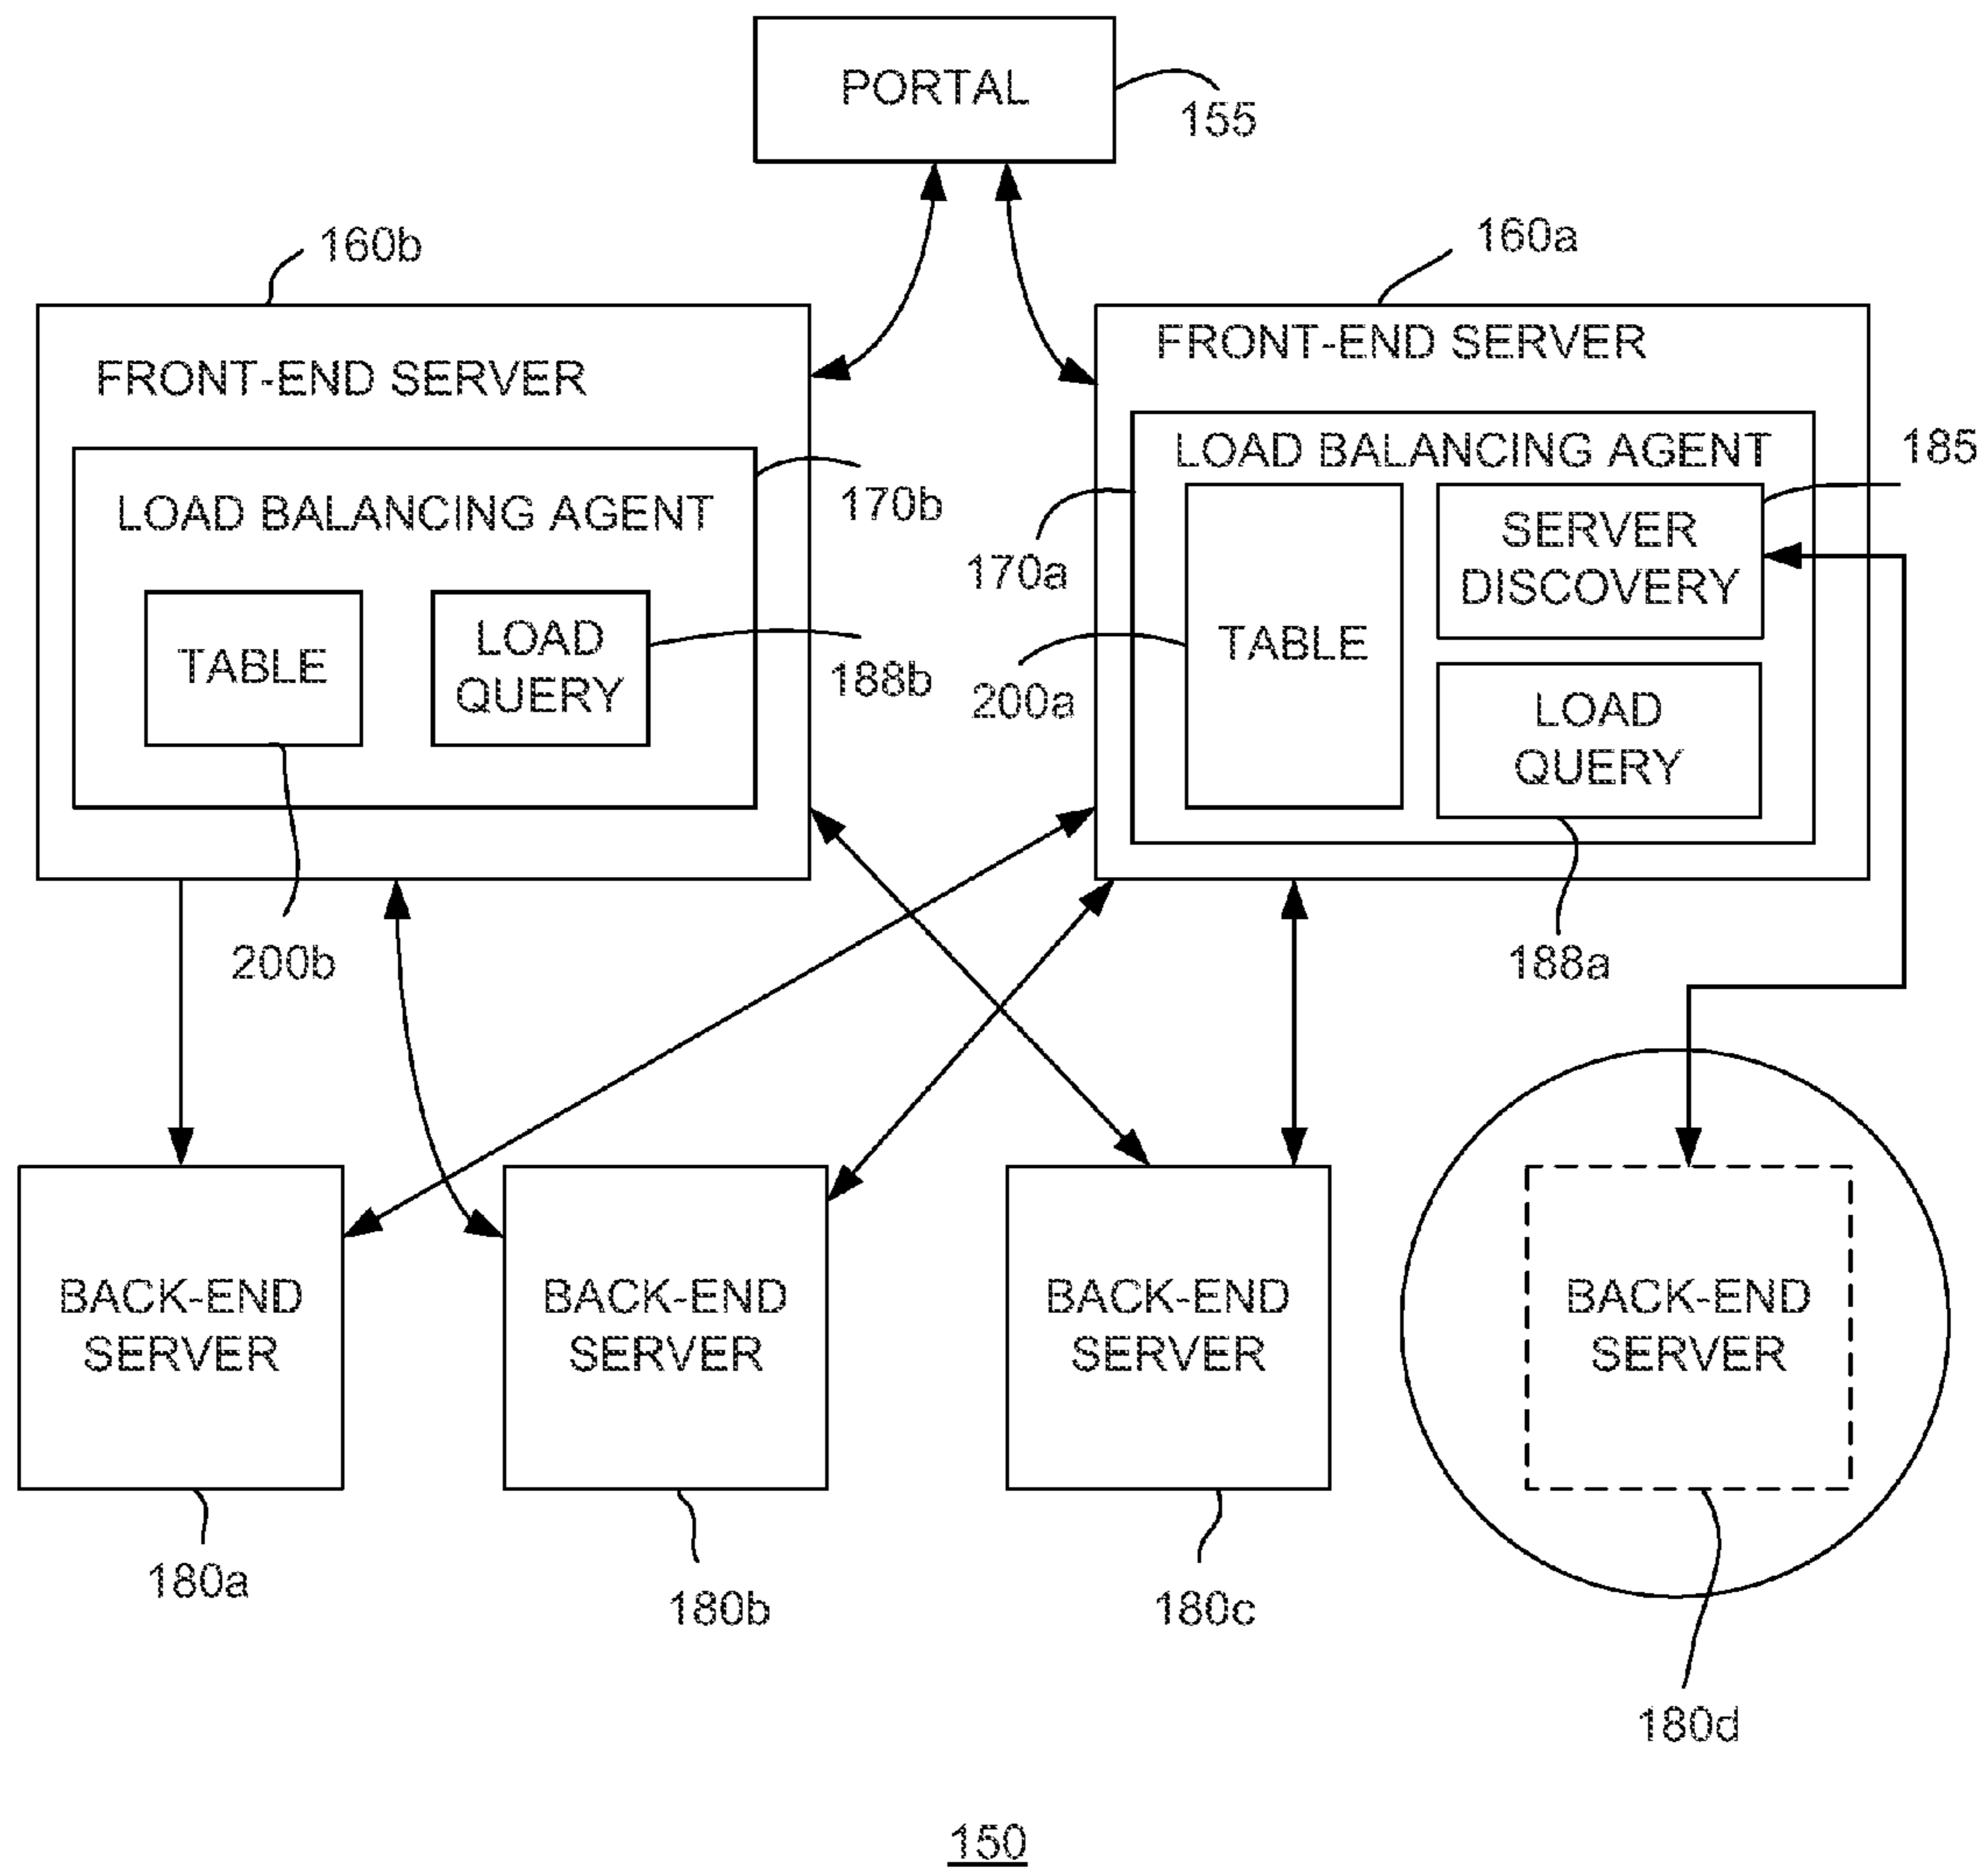 PORTAL
155
160b
160a
FRONT-END SERVER
FRONT-END SERVER
LOAD BALANCING AGENT
185
170b
LOAD BALANCING AGENT
SERVER
DISCOVERY
170a
TABLE
LOAD
QUERY
188b
TABLE
200a
LOAD
QUERY
200b
188a
BACK-END
SERVER
BACK-END
SERVER
BACK-END
SERVER
BACK-END
SERVER
180a
180b
180c
180d
150